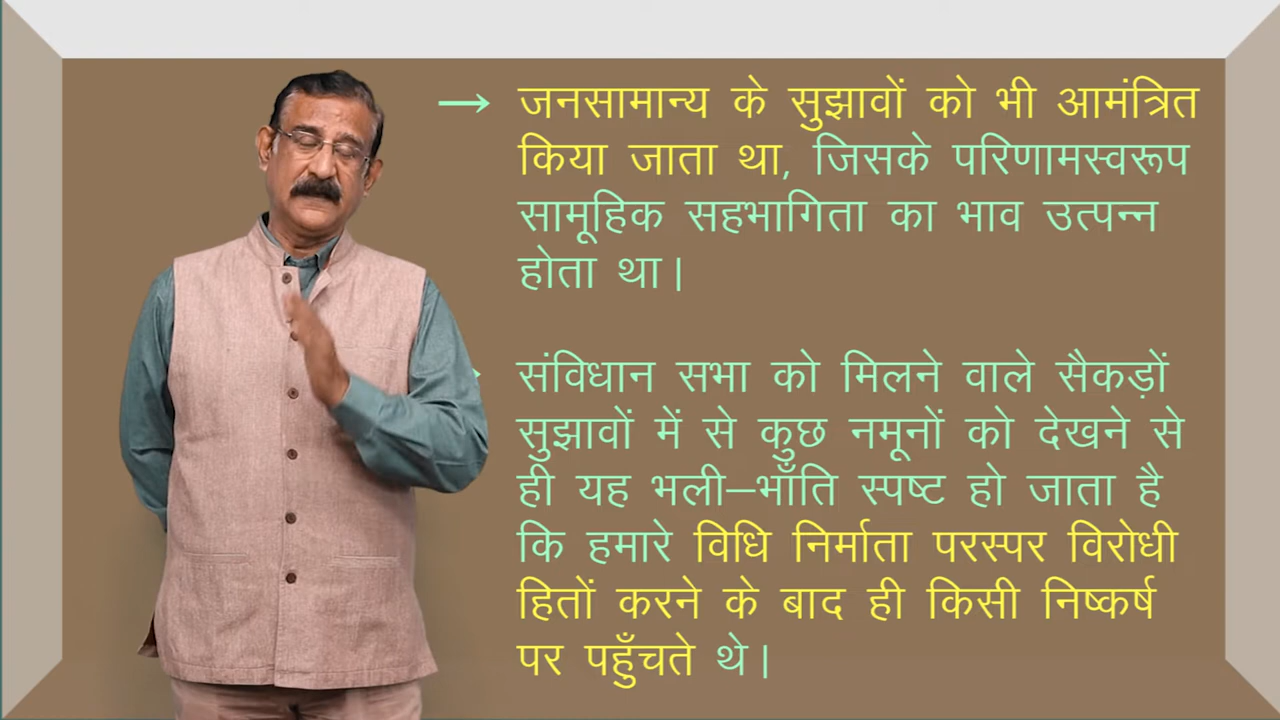 → जनसामान्य के सुझावों को भी आमंत्रित
किया जाता था, जिसके परिणामस्वरूप
सामूहिक सहभागिता का भाव उत्पन्न
होता था।
संविधान सभा को मिलने वाले सैकड़ों
सुझावों में से कुछ नमूनों को देखने से
ही यह भली–भाँति स्पष्ट हो जाता है
कि हमारे विधि निर्माता परस्पर विरोधी
हितों करने के बाद ही किसी निष्कर्ष
पर पहुँचते थे।